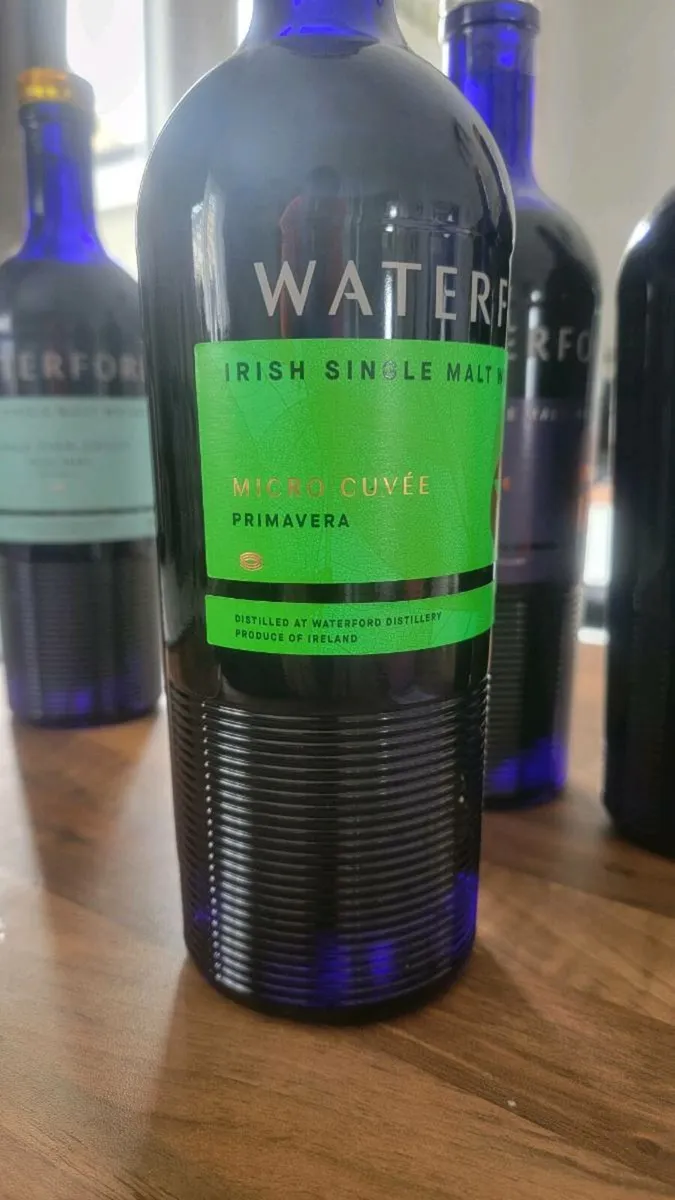 WATERF
IRISH SINGLE MALT W
MICRO CUVÉE
PRIMAVERA
DISTILLED AT WATERFORD DISTILLERY
PRODUCE OF IRELAND
TERFOR
ERFO